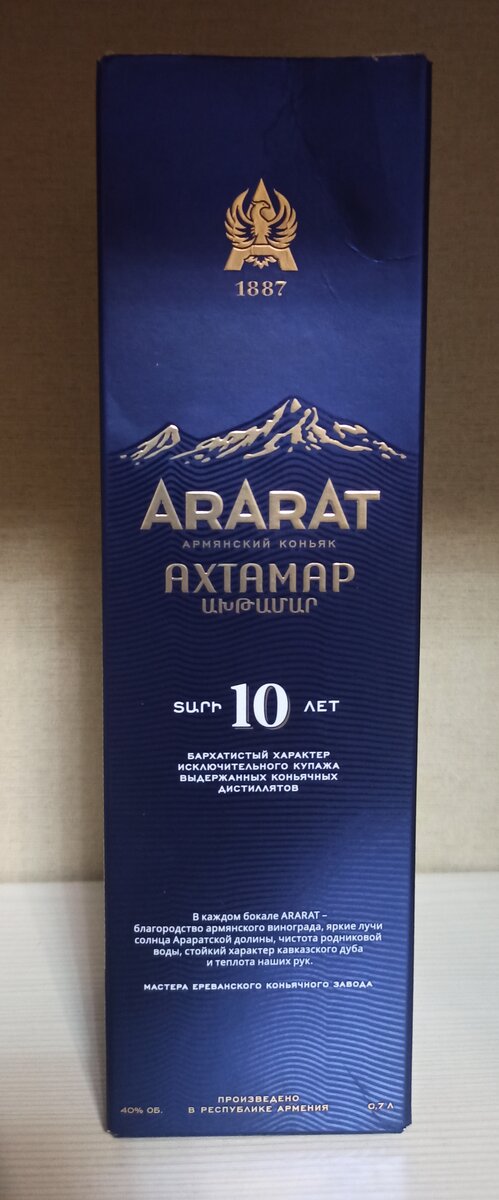 1887
ARARAT
АРМЯНСКИЙ КОНЬЯК
АХТАМАР
ԱԽԹԱՄԱՐ
ՏԱՐԻ 10 ЛЕТ
БАРХАТИСТЫЙ ХАРАКТЕР
ИСКЛЮЧИТЕЛЬНОГО КУПАЖА
ВЫДЕРЖАННЫХ КОНЬЯЧНЫХ
ДИСТИЛЛЯТОВ
В каждом бокале ARARAT –
благородство армянского винограда, яркие лучи
солнца Араратской долины, чистота родниковой
воды, стойкий характер кавказского дуба
и теплота наших рук.
МАСТЕРА ЕРЕВАНСКОГО КОНЬЯЧНОГО ЗАВОДА
ПРОИЗВЕДЕНО
40% ОБ. В РЕСПУБЛИКЕ АРМЕНИЯ 0,7 Л